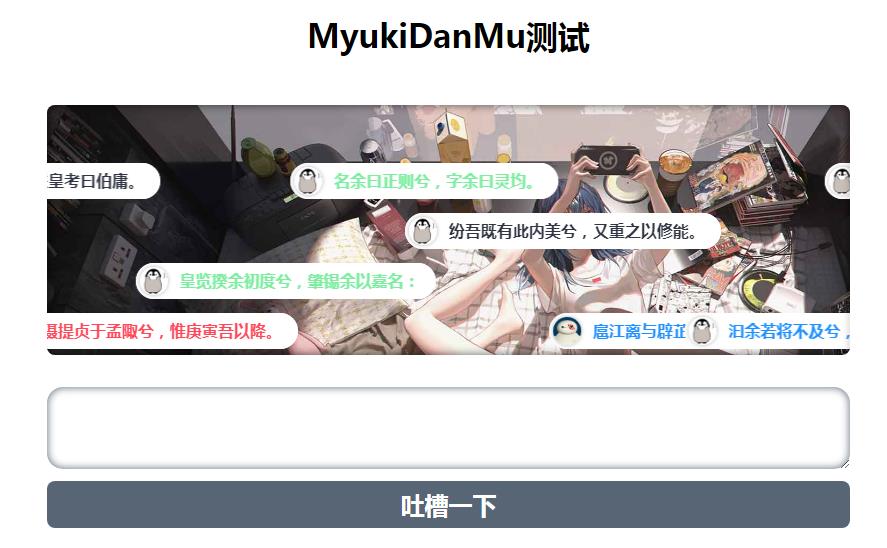 MyukiDanMu测试
皇考曰伯庸。
名余曰正则兮，字余曰灵均。
纷吾既有此内美兮，又重之以修能。
皇览揆余初度兮，肇锡余以嘉名：
摄提贞于孟陬兮，惟庚寅吾以降。
扈江离与辟芷
汩余若将不及兮，
吐槽一下